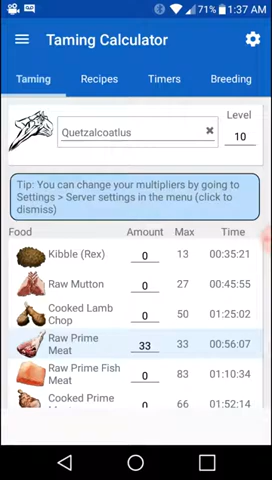 71% 1:37 AM
Taming Calculator
Taming Recipes Timers Breeding
Level
Quetzalcoatlus × 10
Tip: You can change your multipliers by going to
Settings > Server settings in the menu (click to
dismiss)
Food Amount Max Time
Kibble (Rex) 0 13 00:35:21
Raw Mutton 0 27 00:45:55
Cooked Lamb
Chop 0 50 01:25:02
Raw Prime
Meat 33 33 00:56:07
Raw Prime Fish
Meat 0 83 01:10:34
Cooked Prime 0 66 01:52:14